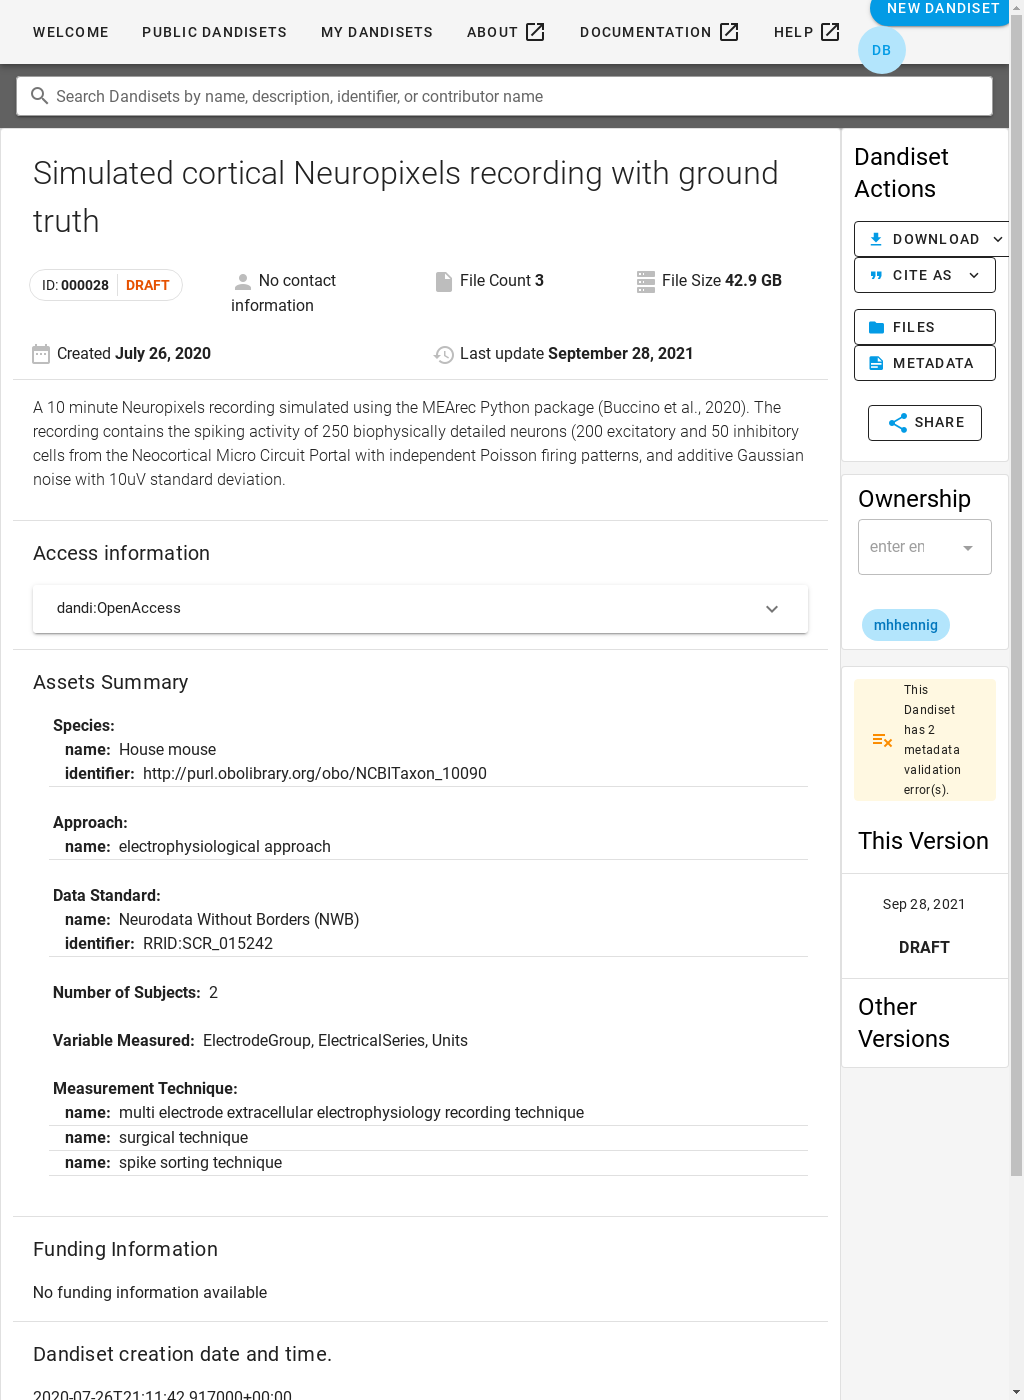 WELCOME
PUBLIC DANDISETS
MY DANDISETS
ABOUT
DOCUMENTATION
HELP
NEW DANDISET
DB
Search Dandisets by name, description, identifier, or contributor name
Simulated cortical Neuropixels recording with ground
truth
ID: 000028 DRAFT
No contact
information
File Count 3
File Size 42.9 GB
Created July 26, 2020
Last update September 28, 2021
A 10 minute Neuropixels recording simulated using the MEArec Python package (Buccino et al., 2020). The
recording contains the spiking activity of 250 biophysically detailed neurons (200 excitatory and 50 inhibitory
cells from the Neocortical Micro Circuit Portal with independent Poisson firing patterns, and additive Gaussian
noise with 10uV standard deviation.
Access information
dandi:OpenAccess
Assets Summary
Species:
name: House mouse
identifier: http://purl.obolibrary.org/obo/NCBITaxon_10090
Approach:
name: electrophysiological approach
Data Standard:
name: Neurodata Without Borders (NWB)
identifier: RRID:SCR_015242
Number of Subjects: 2
Variable Measured: ElectrodeGroup, ElectricalSeries, Units
Measurement Technique:
name: multi electrode extracellular electrophysiology recording technique
name: surgical technique
name: spike sorting technique
Funding Information
No funding information available
Dandiset creation date and time.
2020-07-26T21:11:42.917000+00:00
Dandiset
Actions
DOWNLOAD
CITE AS
FILES
METADATA
SHARE
Ownership
enter en
mhhennig
This
Dandiset
has 2
metadata
validation
error(s).
This Version
Sep 28, 2021
DRAFT
Other
Versions